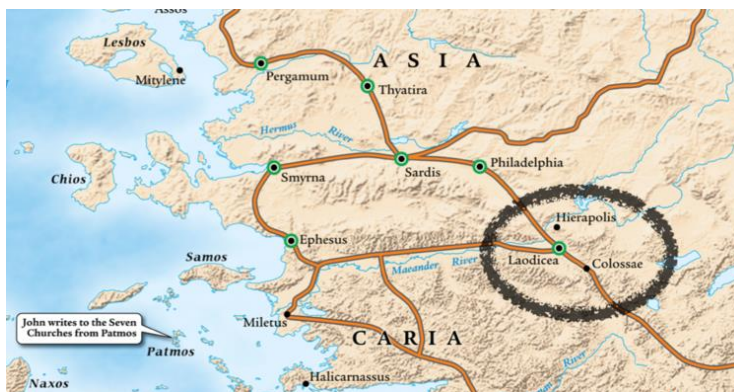 Assos
Lesbos
Mitylene
Pergamum
ASIA
Thyatira
Hermus River
Chios
Smyrna
Sardis
Philadelphia
Hierapolis
Ephesus
Laodicea
Colossae
Samos
Maeander River
Miletus
John writes to the Seven
Churches from Patmos
Patmos
CARIA
River
Halicarnassus
Naxos